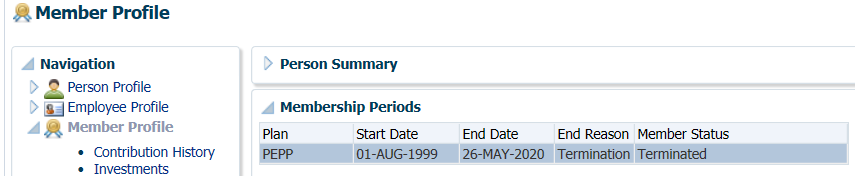 Member Profile
Navigation
Person Profile
Employee Profile
Member Profile
• Contribution History
• Investments
Person Summary
Membership Periods
Plan Start Date End Date End Reason Member Status
PEPP 01-AUG-1999 26-MAY-2020 Termination Terminated